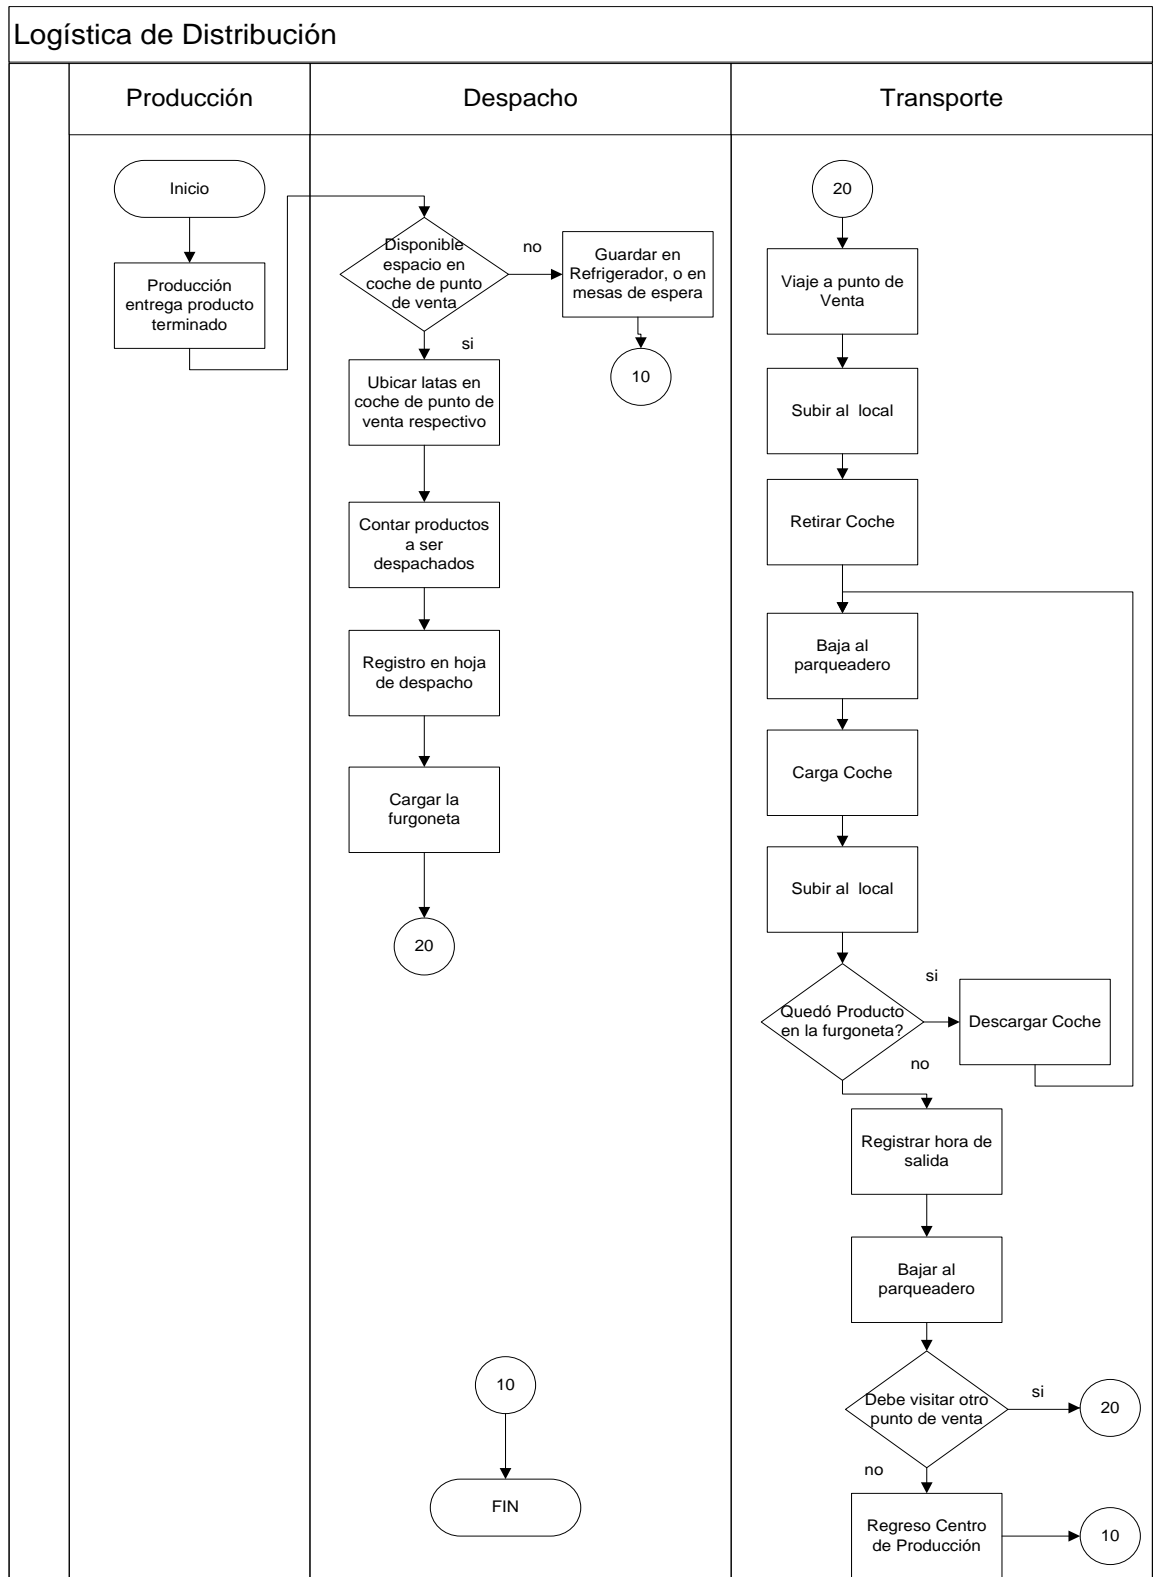 Logística de Distribución
Producción
Despacho
Transporte
Inicio
Producción
entrega producto
terminado
Disponible
espacio en
coche de punto
de venta
no
Guardar en
Refrigerador, o en
mesas de espera
10
si
Ubicar latas en
coche de punto de
venta respectivo
Contar productos
a ser
despachados
Registro en hoja
de despacho
Cargar la
furgoneta
20
10
FIN
20
Viaje a punto de
Venta
Subir al local
Retirar Coche
Baja al
parqueadero
Carga Coche
Subir al local
Quedó Producto
en la furgoneta?
si
Descargar Coche
no
Registrar hora de
salida
Bajar al
parqueadero
Debe visitar otro
punto de venta
si
20
no
Regreso Centro
de Producción
10